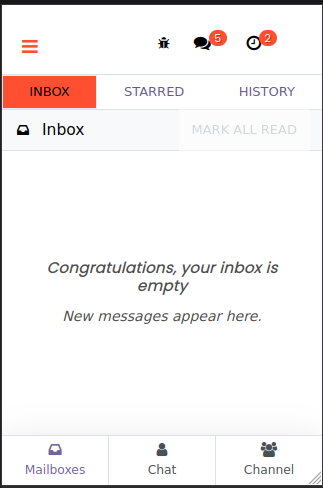 5
2
INBOX STARRED HISTORY
Inbox MARK ALL READ
Congratulations, your inbox is
empty
New messages appear here.
Mailboxes Chat Channel